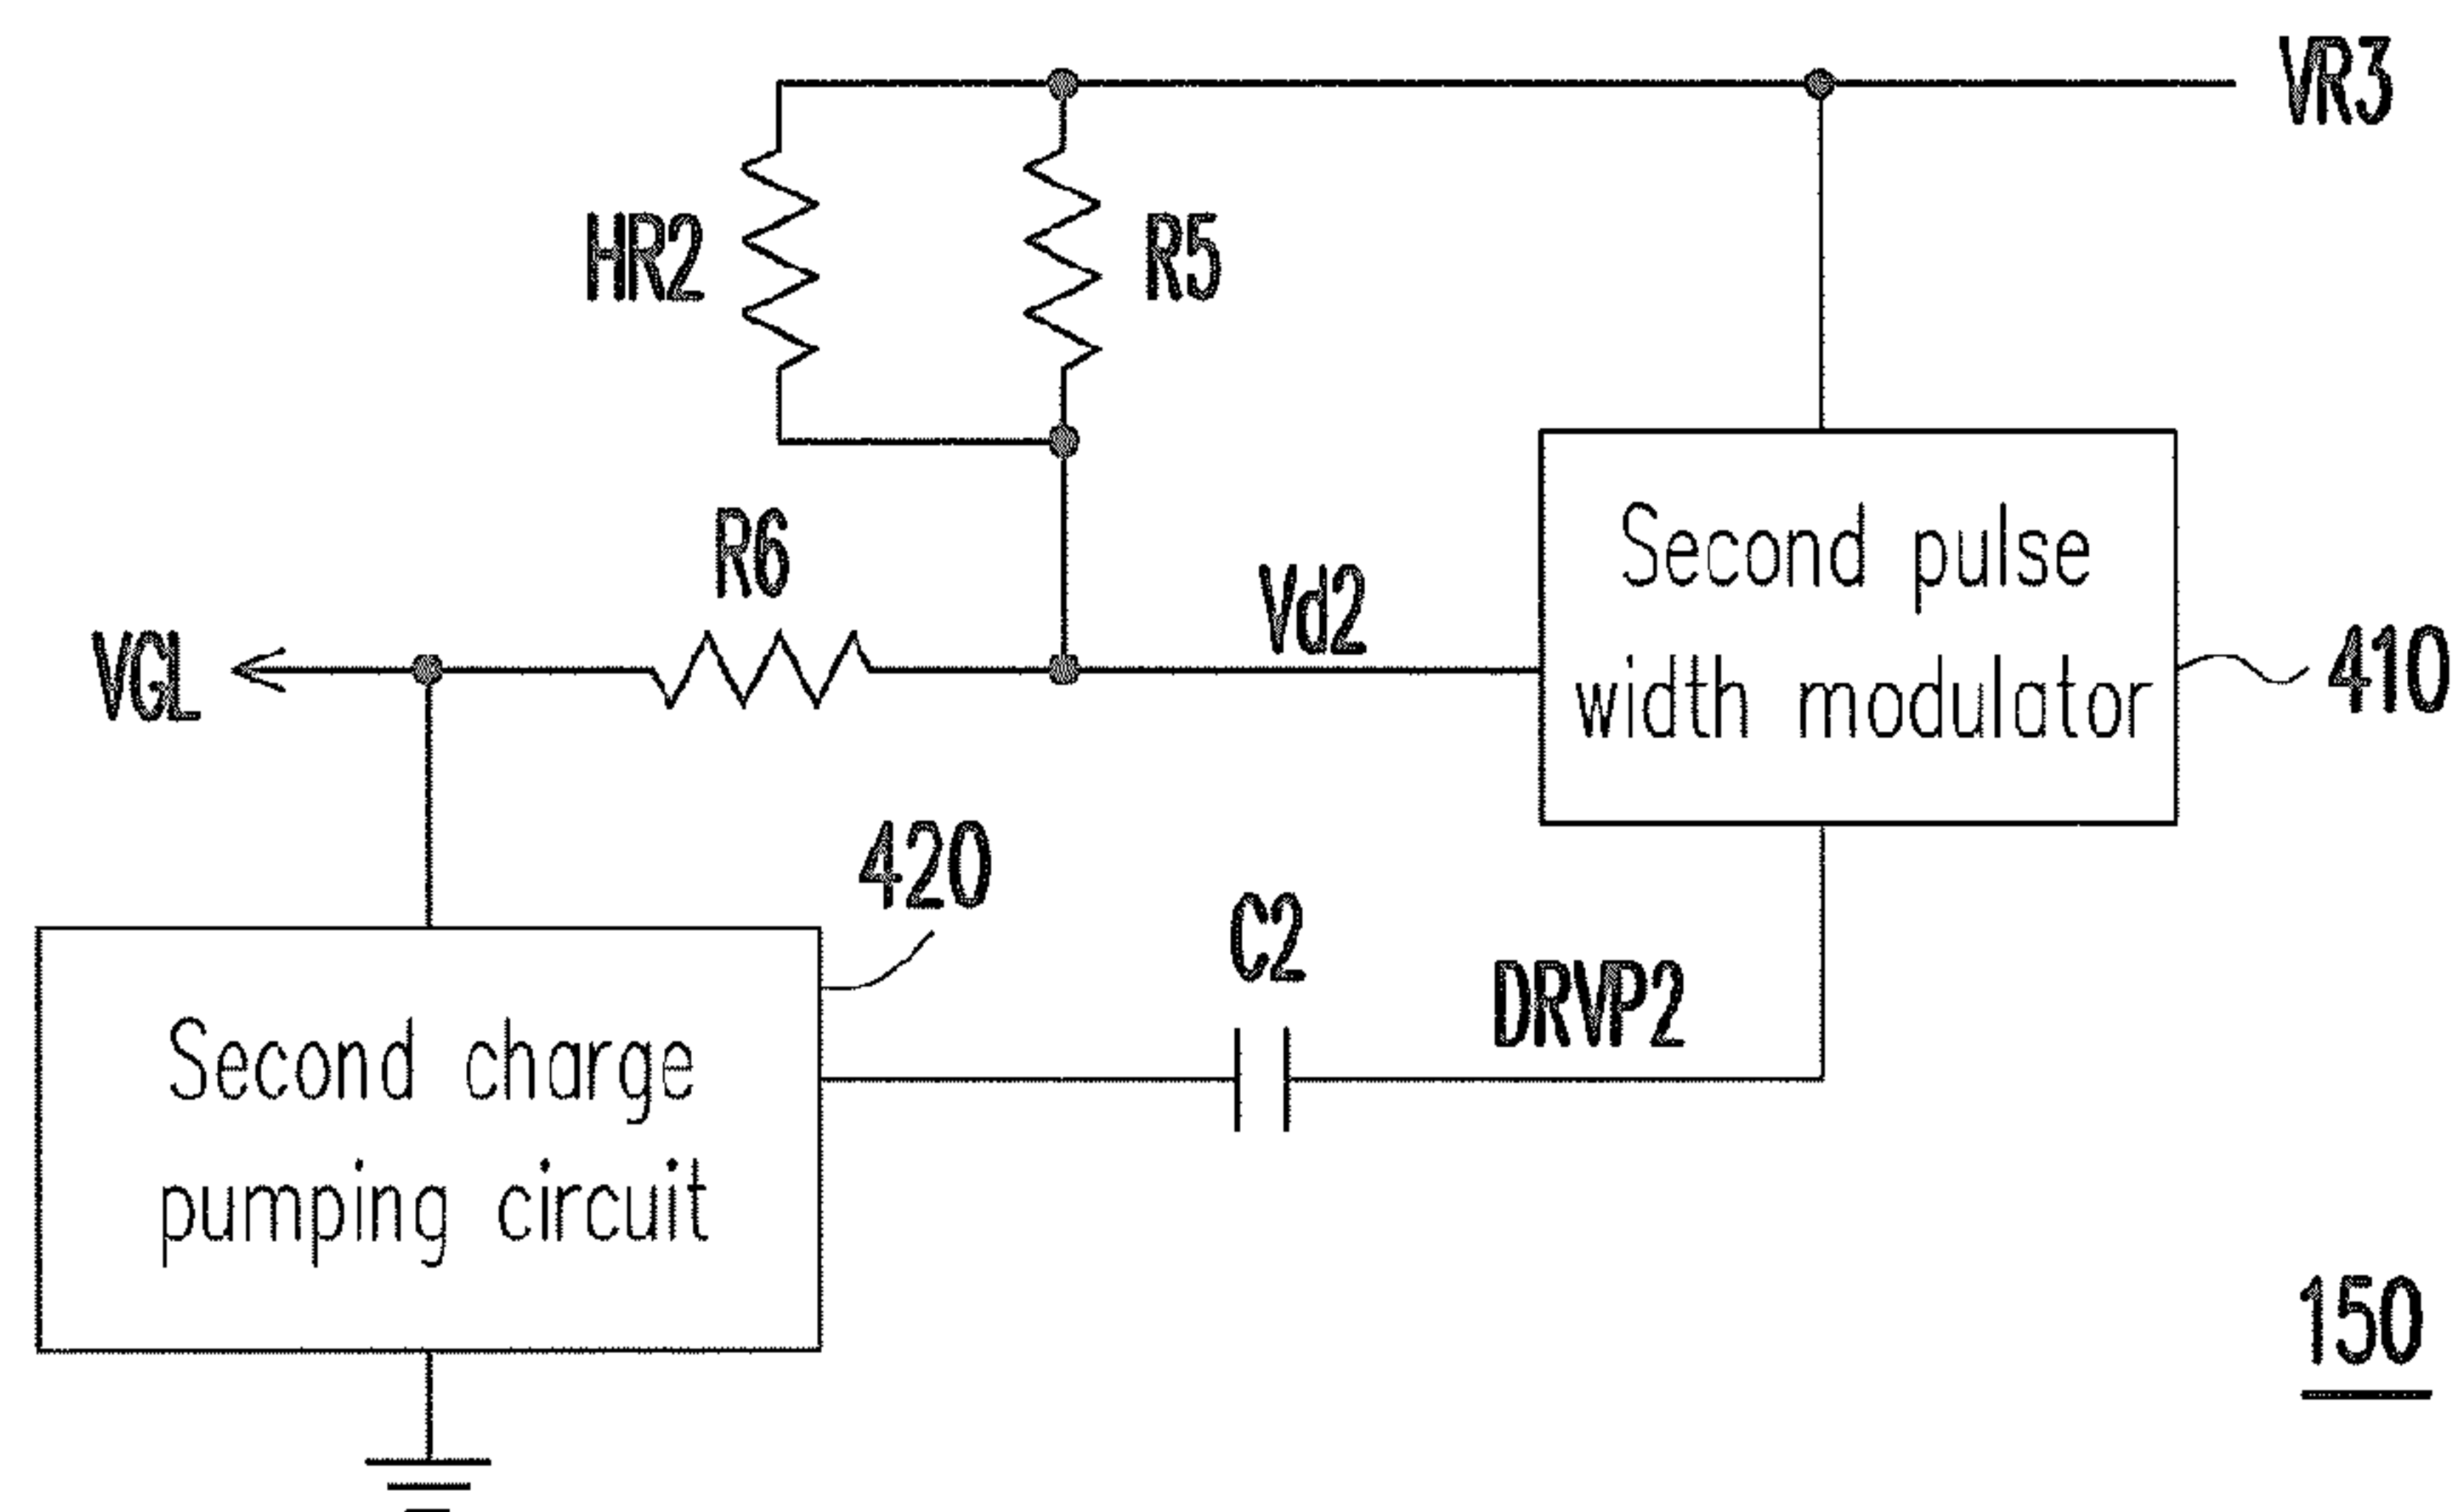 VR3
HR2
R5
R6
Vd2
VGL
Second pulse
width modulator
410
420
C2
DRVP2
Second charge
pumping circuit
150